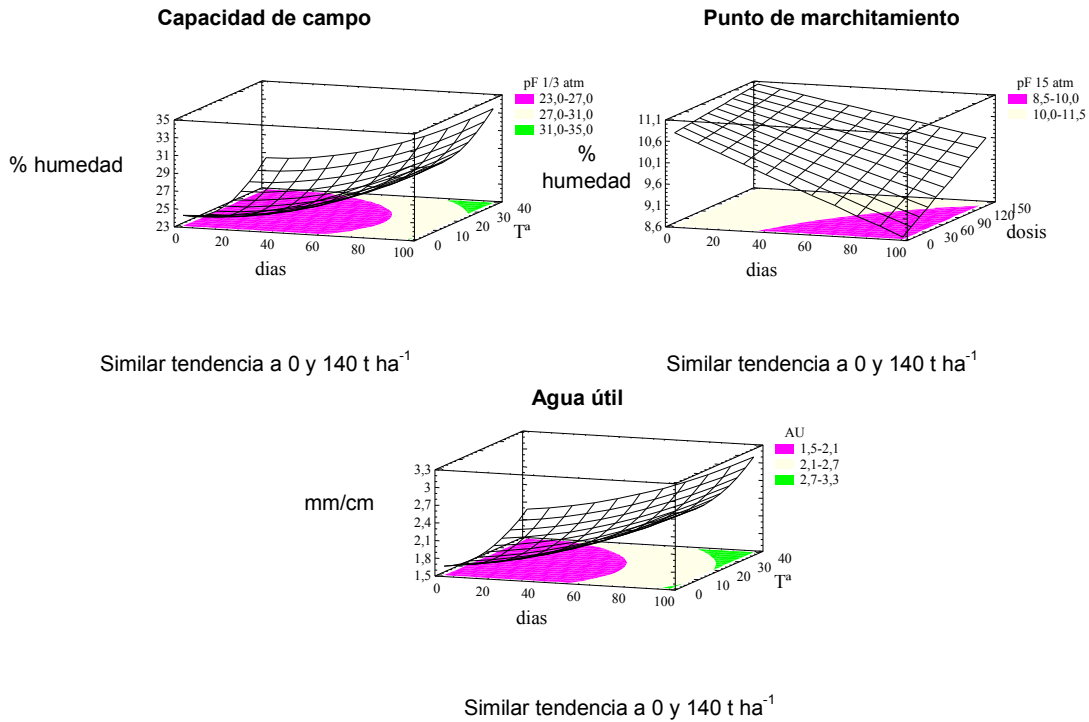 Capacidad de campo
pF 1/3 atm
23,0-27,0
27,0-31,0
31,0-35,0
% humedad
35
33
31
29
27
25
23
0 20 40 60 80 100
dias
0 10 20 30 40
Tª
Similar tendencia a 0 y 140 t ha⁻¹
Punto de marchitamiento
pF 15 atm
8,5-10,0
10,0-11,5
%
humedad
11,1
10,6
10,1
9,6
9,1
8,6
0 20 40 60 80 100
dias
0 30 60 90 120 150
dosis
Similar tendencia a 0 y 140 t ha⁻¹
Agua útil
AU
1,5-2,1
2,1-2,7
2,7-3,3
mm/cm
3,3
3
2,7
2,4
2,1
1,8
1,5
0 20 40 60 80 100
dias
0 10 20 30 40
Tª
Similar tendencia a 0 y 140 t ha⁻¹